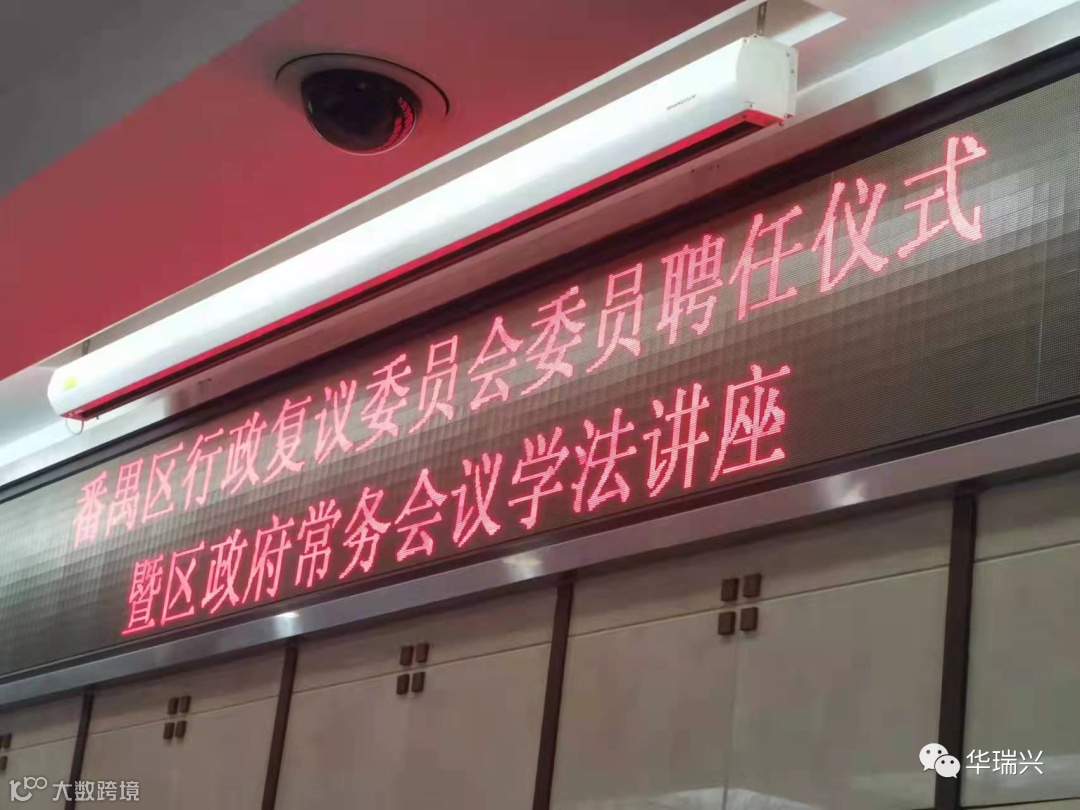 番禺区行政复议委员会委员聘任仪式
暨区政府常务会议学法讲座
华瑞兴
大数跨境